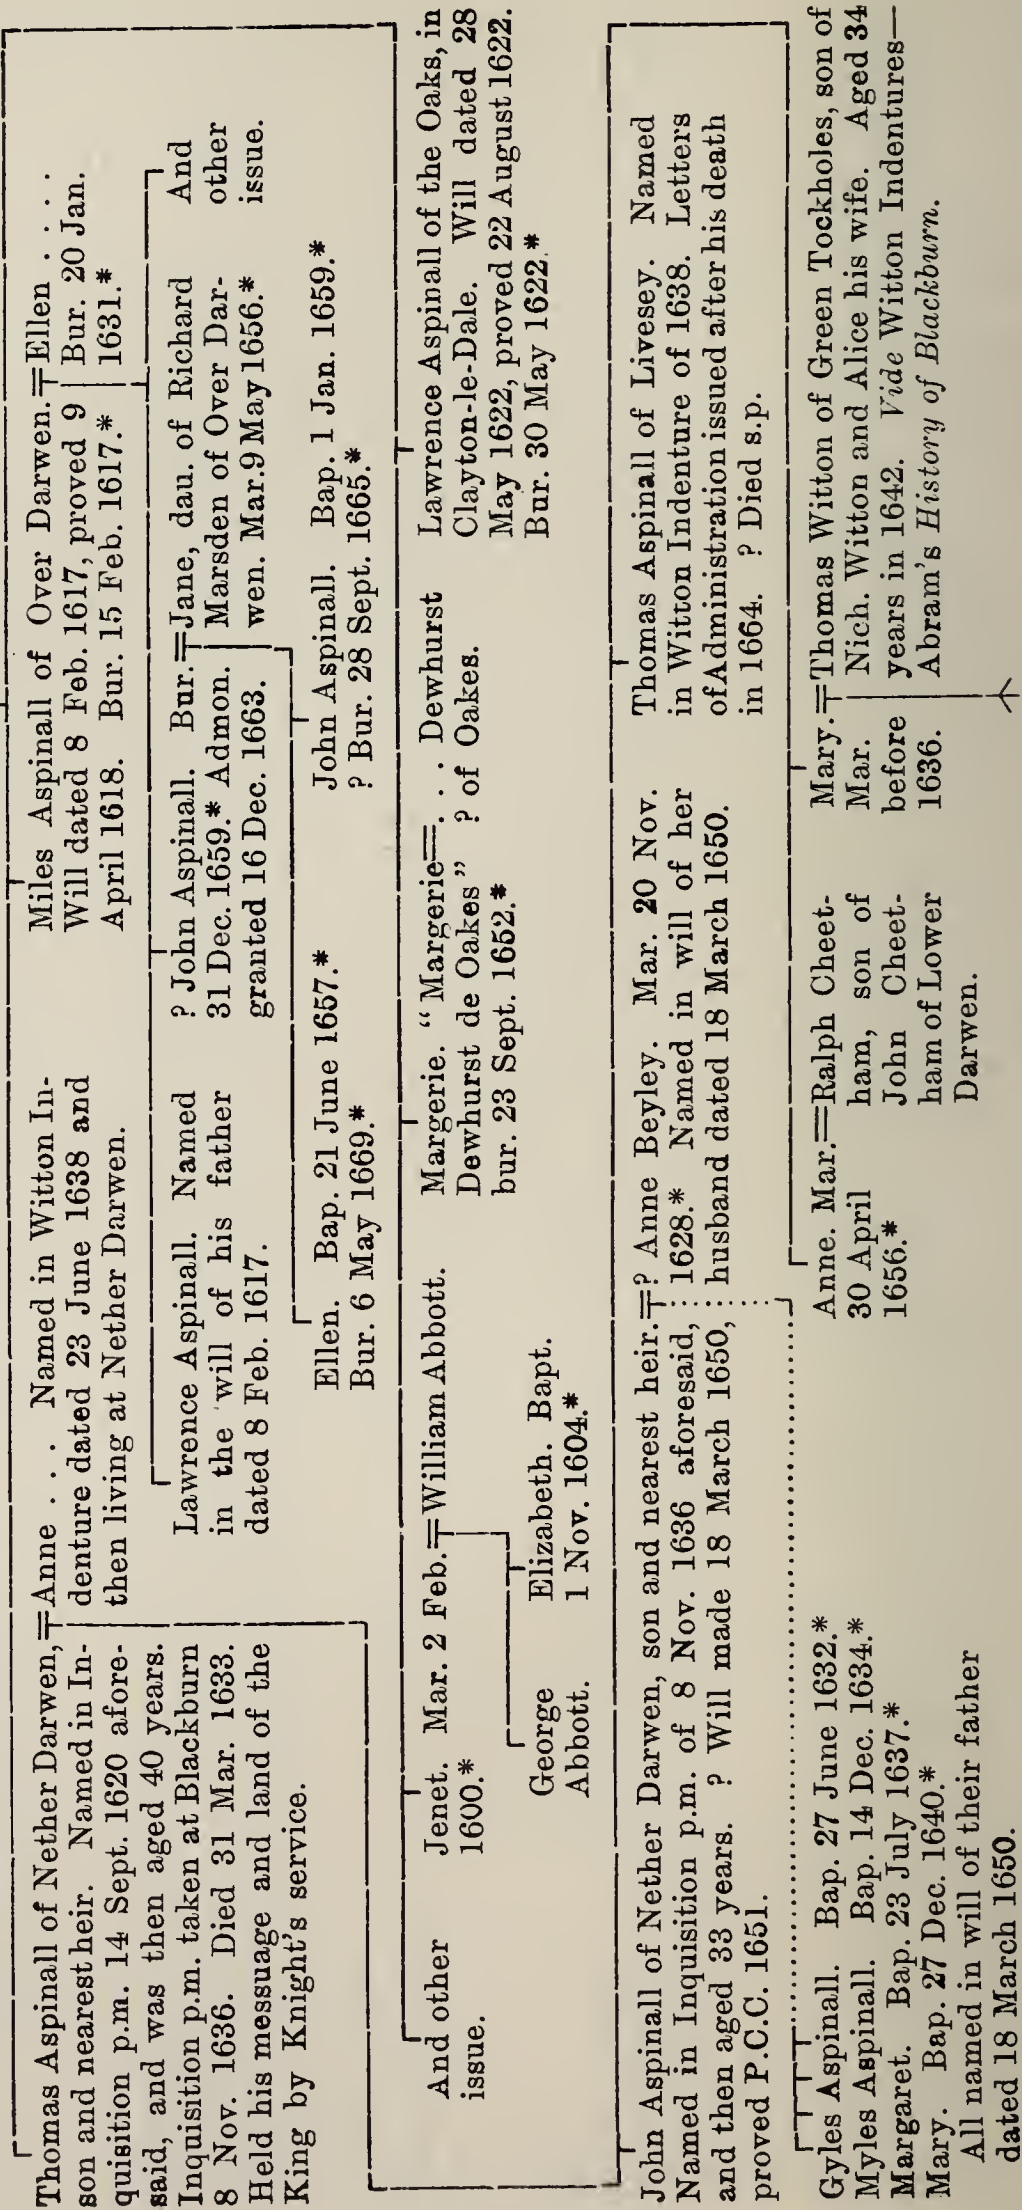 Thomas Aspinall of Nether Darwen,
son and nearest heir. Named in In-
quisition p.m. 14 Sept. 1620 afore-
said, and was then aged 40 years.
Inquisition p.m. taken at Blackburn
8 Nov. 1636. Died 31 Mar. 1633.
Held his messuage and land of the
King by Knight's service.
=Anne . . . Named in Witton In-
denture dated 23 June 1638 and
then living at Nether Darwen.
Miles Aspinall of Over Darwen.=Ellen . . . .
Will dated 8 Feb. 1617, proved 9
April 1618. Bur. 15 Feb. 1617.*
Bur. 20 Jan.
1631.*
Lawrence Aspinall. Named
in the will of his father
dated 8 Feb. 1617.
? John Aspinall. Bur.=Jane, dau. of Richard
31 Dec. 1659.* Admon.
granted 16 Dec. 1663.
Marsden of Over Dar-
wen. Mar. 9 May 1656.*
And
other
issue.
Ellen. Bap. 21 June 1657.*
Bur. 6 May 1669.*
John Aspinall. Bap. 1 Jan. 1659.*
? Bur. 28 Sept. 1665.*
And other
issue.
Jenet. Mar. 2 Feb.=William Abbott.
1600.*
Margerie. "Margerie=. . . Dewhurst
Dewhurst de Oakes" ? of Oakes.
bur. 23 Sept. 1652.*
Lawrence Aspinall of the Oaks, in
Clayton-le-Dale. Will dated 28
May 1622, proved 22 August 1622.
Bur. 30 May 1622.*
George
Abbott.
Elizabeth. Bapt.
1 Nov. 1604.*
John Aspinall of Nether Darwen, son and nearest heir.=? Anne Beyley. Mar. 20 Nov.
Named in Inquisition p.m. of 8 Nov. 1636 aforesaid,
and then aged 33 years. ? Will made 18 March 1650,
proved P.C.C. 1651.
1628.* Named in will of her
husband dated 18 March 1650.
Thomas Aspinall of Livesey. Named
in Witton Indenture of 1638. Letters
of Administration issued after his death
in 1664. ? Died s.p.
Gyles Aspinall. Bap. 27 June 1632.*
Myles Aspinall. Bap. 14 Dec. 1634.*
Margaret. Bap. 23 July 1637.*
Mary. Bap. 27 Dec. 1640.*
All named in will of their father
dated 18 March 1650.
Anne. Mar.=Ralph Cheet-
30 April
1656.*
ham, son of
John Cheet-
ham of Lower
Darwen.
Mary.=Thomas Witton of Green Tockholes, son of
Mar.
before
1636.
Nich. Witton and Alice his wife. Aged 34
years in 1642. Vide Witton Indentures—
Abram's History of Blackburn.